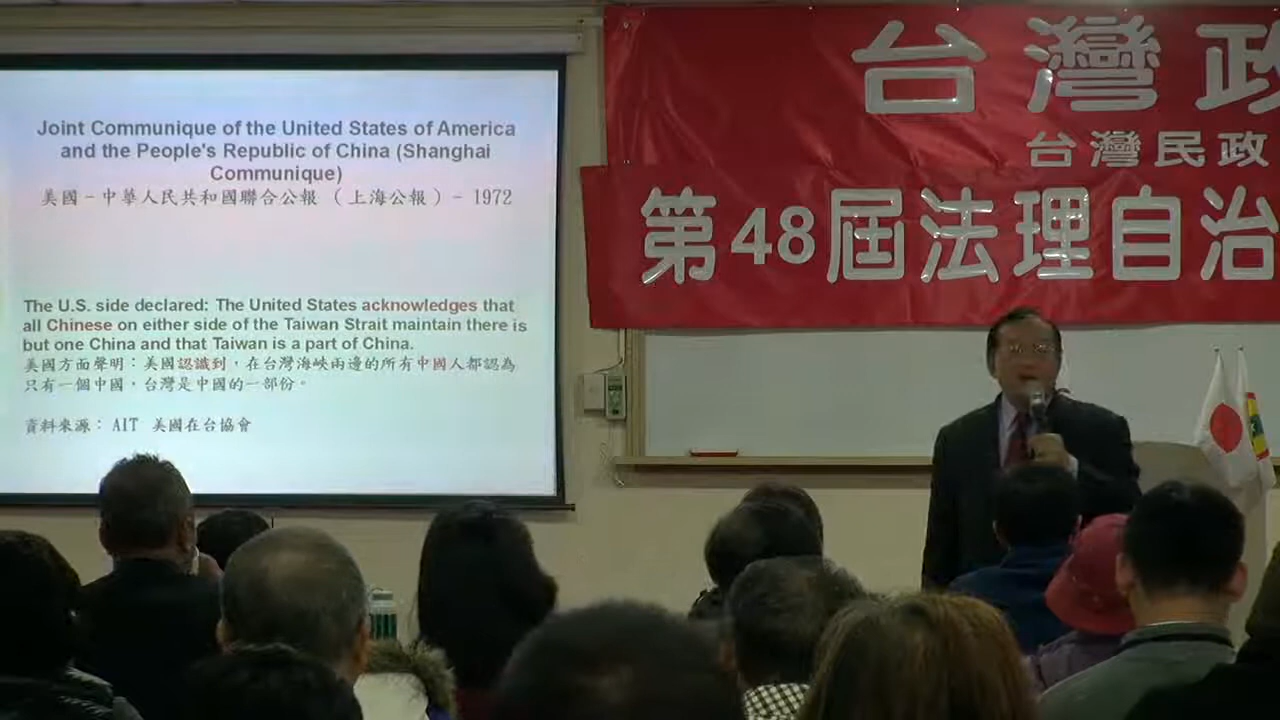 Joint Communique of the United States of America
and the People's Republic of China (Shanghai
Communique)
美國－中華人民共和國聯合公報（上海公報）－ 1972
The U.S. side declared: The United States acknowledges that
all Chinese on either side of the Taiwan Strait maintain there is
but one China and that Taiwan is a part of China.
美國方面聲明：美國認識到，在台灣海峽兩邊的所有中國人都認為
只有一個中國，台灣是中國的一部份。
資料來源： AIT 美國在台協會
台灣政
台灣民政
第48屆法理自治